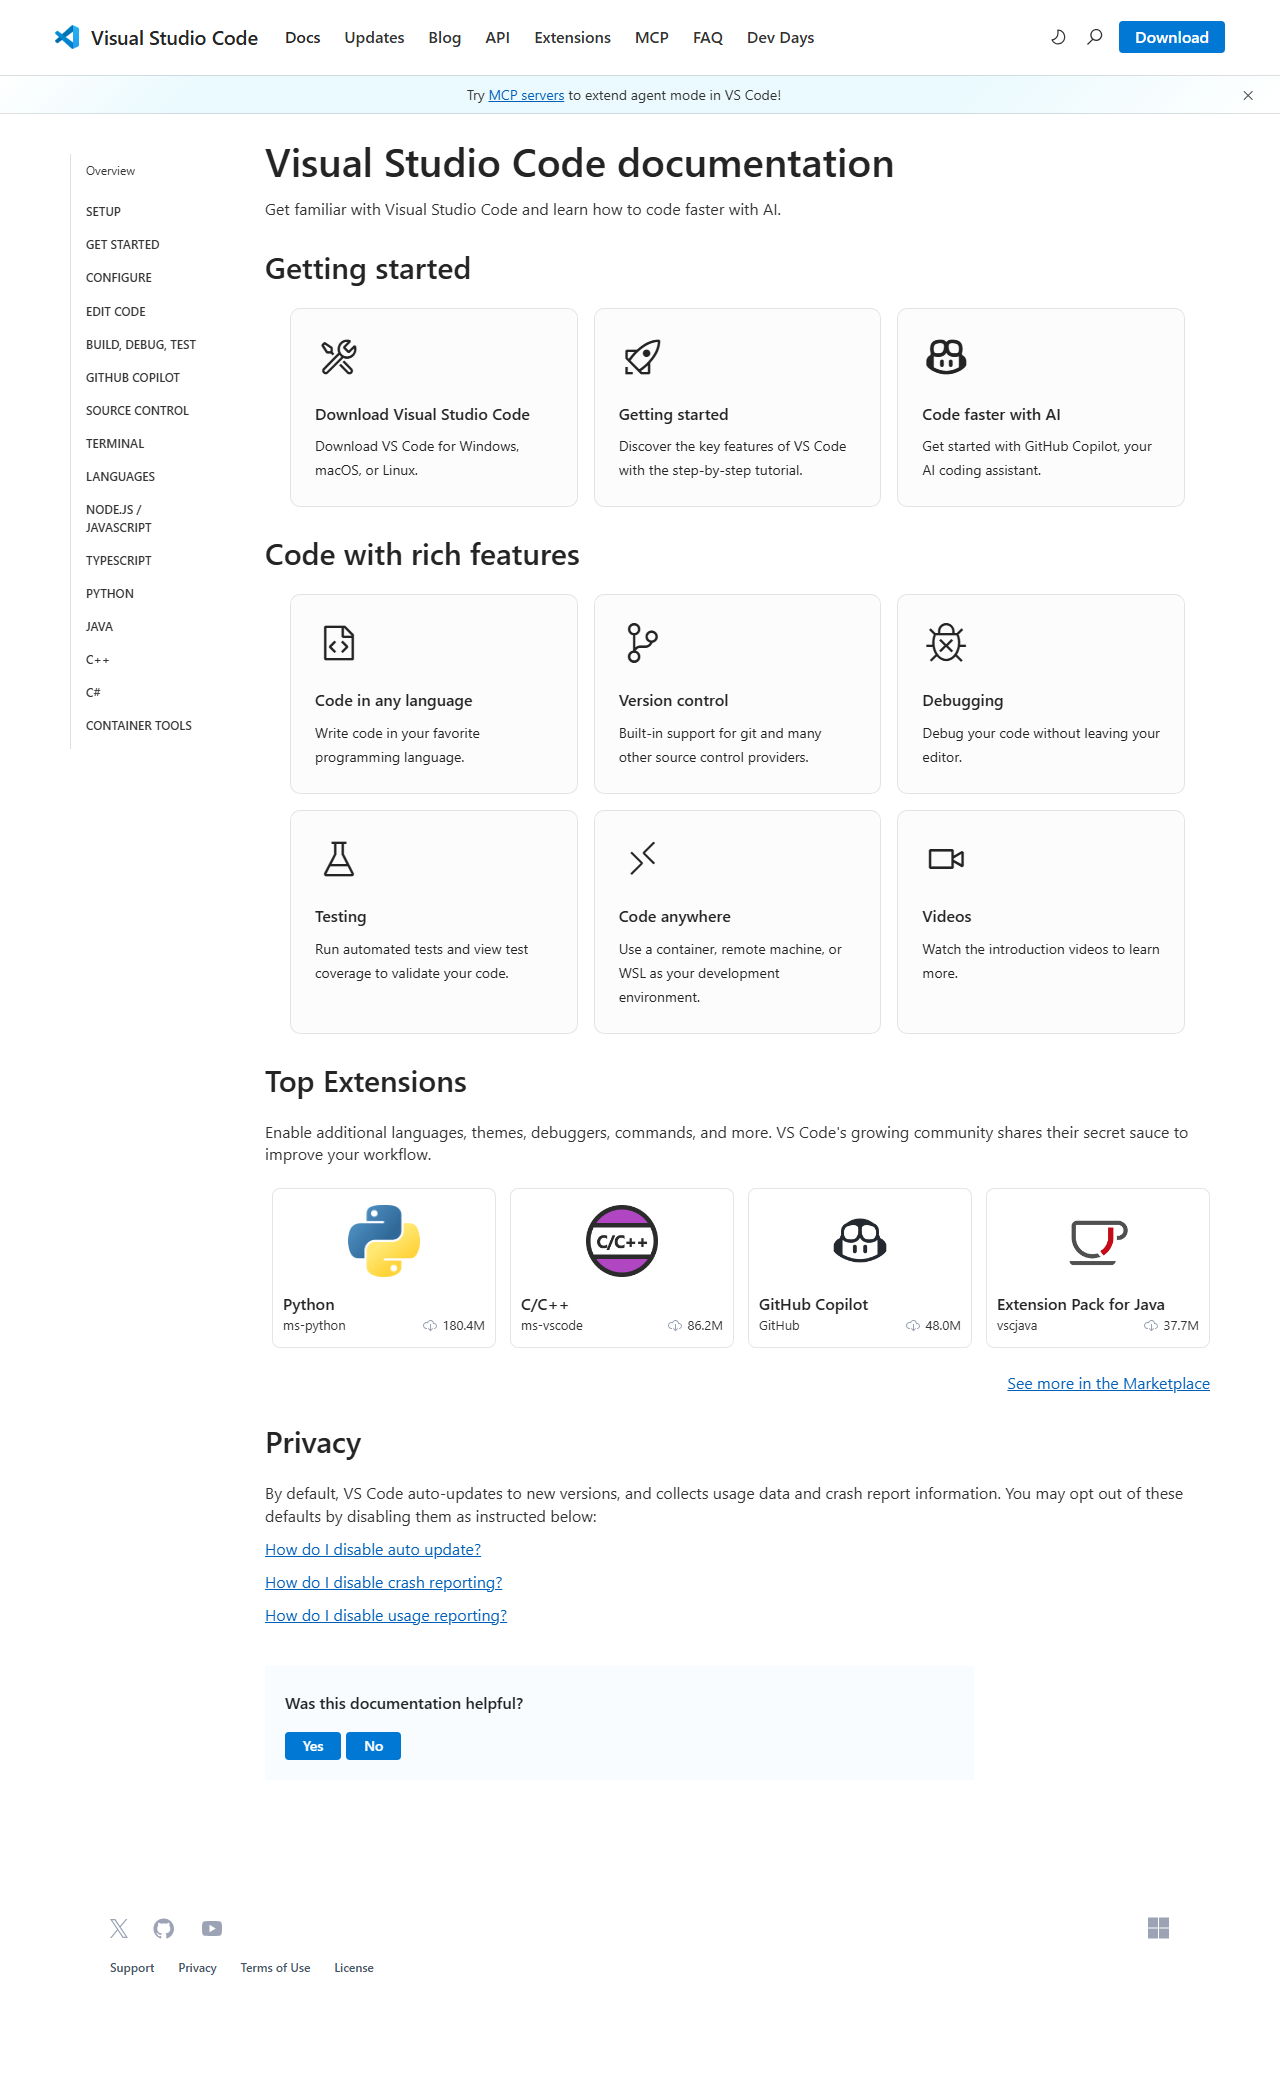 Visual Studio Code
Docs
Updates
Blog
API
Extensions
MCP
FAQ
Dev Days
Download
Try MCP servers to extend agent mode in VS Code!
Overview
SETUP
GET STARTED
CONFIGURE
EDIT CODE
BUILD, DEBUG, TEST
GITHUB COPILOT
SOURCE CONTROL
TERMINAL
LANGUAGES
NODE.JS /
JAVASCRIPT
TYPESCRIPT
PYTHON
JAVA
C++
C#
CONTAINER TOOLS
Visual Studio Code documentation
Get familiar with Visual Studio Code and learn how to code faster with AI.
Getting started
Download Visual Studio Code
Download VS Code for Windows,
macOS, or Linux.
Getting started
Discover the key features of VS Code
with the step-by-step tutorial.
Code faster with AI
Get started with GitHub Copilot, your
AI coding assistant.
Code with rich features
Code in any language
Write code in your favorite
programming language.
Version control
Built-in support for git and many
other source control providers.
Debugging
Debug your code without leaving your
editor.
Testing
Run automated tests and view test
coverage to validate your code.
Code anywhere
Use a container, remote machine, or
WSL as your development
environment.
Videos
Watch the introduction videos to learn
more.
Top Extensions
Enable additional languages, themes, debuggers, commands, and more. VS Code's growing community shares their secret sauce to
improve your workflow.
Python
ms-python
180.4M
C/C++
C/C++
ms-vscode
86.2M
GitHub Copilot
GitHub
48.0M
Extension Pack for Java
vscjava
37.7M
See more in the Marketplace
Privacy
By default, VS Code auto-updates to new versions, and collects usage data and crash report information. You may opt out of these
defaults by disabling them as instructed below:
How do I disable auto update?
How do I disable crash reporting?
How do I disable usage reporting?
Was this documentation helpful?
Yes
No
Support
Privacy
Terms of Use
License